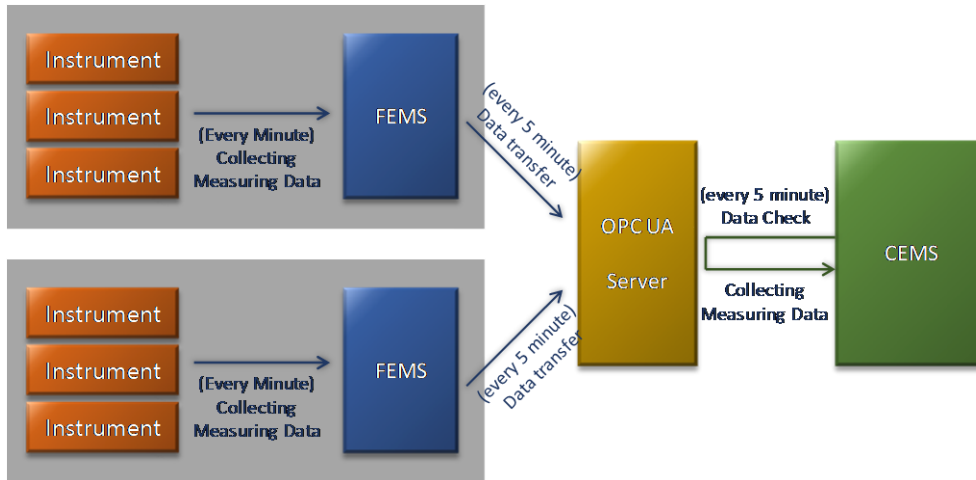 Instrument
Instrument
Instrument
(Every Minute)
Collecting
Measuring Data
FEMS
(every 5 minute)
Data transfer
Instrument
Instrument
Instrument
(Every Minute)
Collecting
Measuring Data
FEMS
(every 5 minute)
Data transfer
OPC UA
Server
(every 5 minute)
Data Check
Collecting
Measuring Data
CEMS